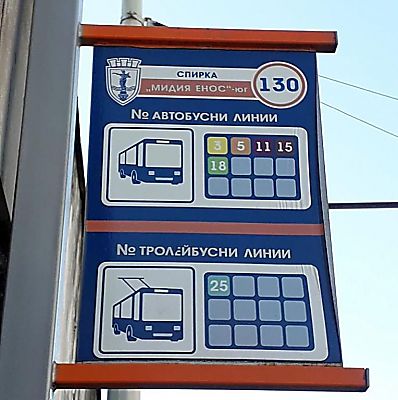 СПИРКА
„МИДИЯ ЕНОС"-юг
130
№ АВТОБУСНИ ЛИНИИ
3 5 11 15
18
№ ТРОЛЕЙБУСНИ ЛИНИИ
25